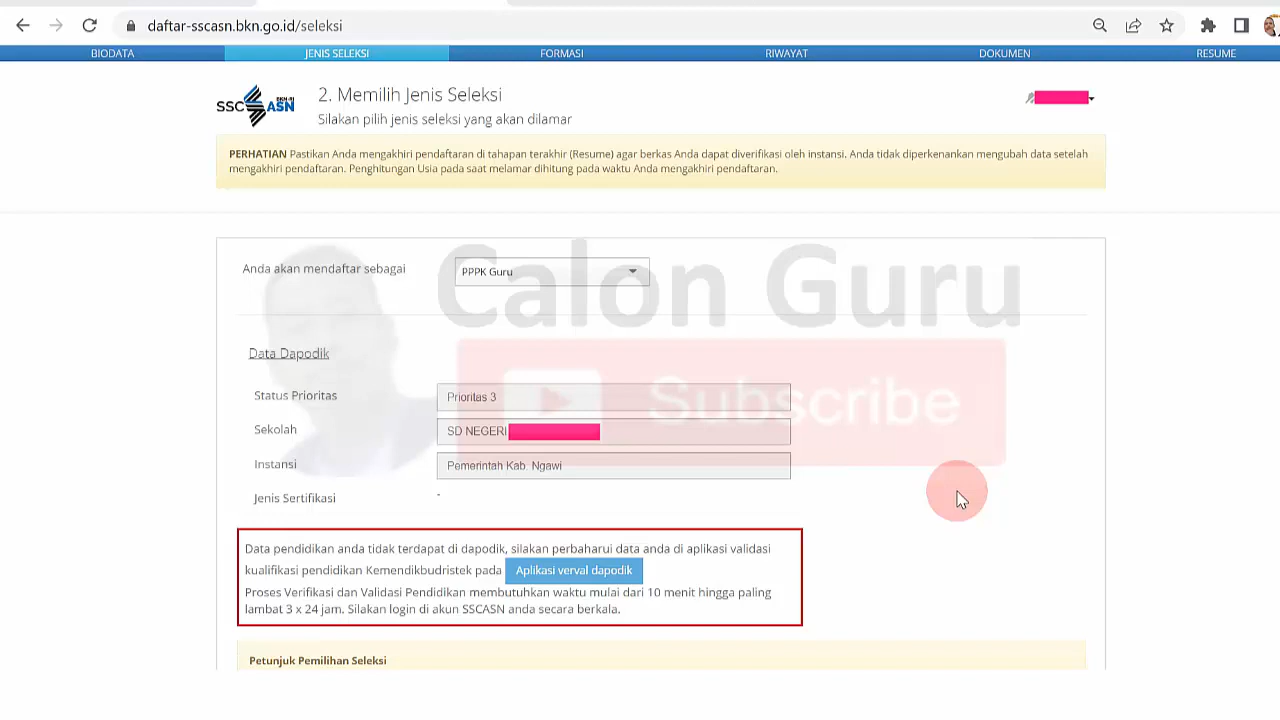 daftar-sscasn.bkn.go.id/seleksi
BIODATA JENIS SELEKSI FORMASI RIWAYAT DOKUMEN RESUME
SSC ASN BKN-RI
2. Memilih Jenis Seleksi
Silakan pilih jenis seleksi yang akan dilamar
PERHATIAN Pastikan Anda mengakhiri pendaftaran di tahapan terakhir (Resume) agar berkas Anda dapat diverifikasi oleh instansi. Anda tidak diperkenankan mengubah data setelah
mengakhiri pendaftaran. Penghitungan Usia pada saat melamar dihitung pada waktu Anda mengakhiri pendaftaran.
Calon Guru
Anda akan mendaftar sebagai PPPK Guru
Data Dapodik
Subscribe
Status Prioritas Prioritas 3
Sekolah SD NEGERI
Instansi Pemerintah Kab. Ngawi
Jenis Sertifikasi -
Data pendidikan anda tidak terdapat di dapodik, silakan perbaharui data anda di aplikasi validasi
kualifikasi pendidikan Kemendikbudristek pada Aplikasi verval dapodik
Proses Verifikasi dan Validasi Pendidikan membutuhkan waktu mulai dari 10 menit hingga paling
lambat 3 x 24 jam. Silakan login di akun SSCASN anda secara berkala.
Petunjuk Pemilihan Seleksi